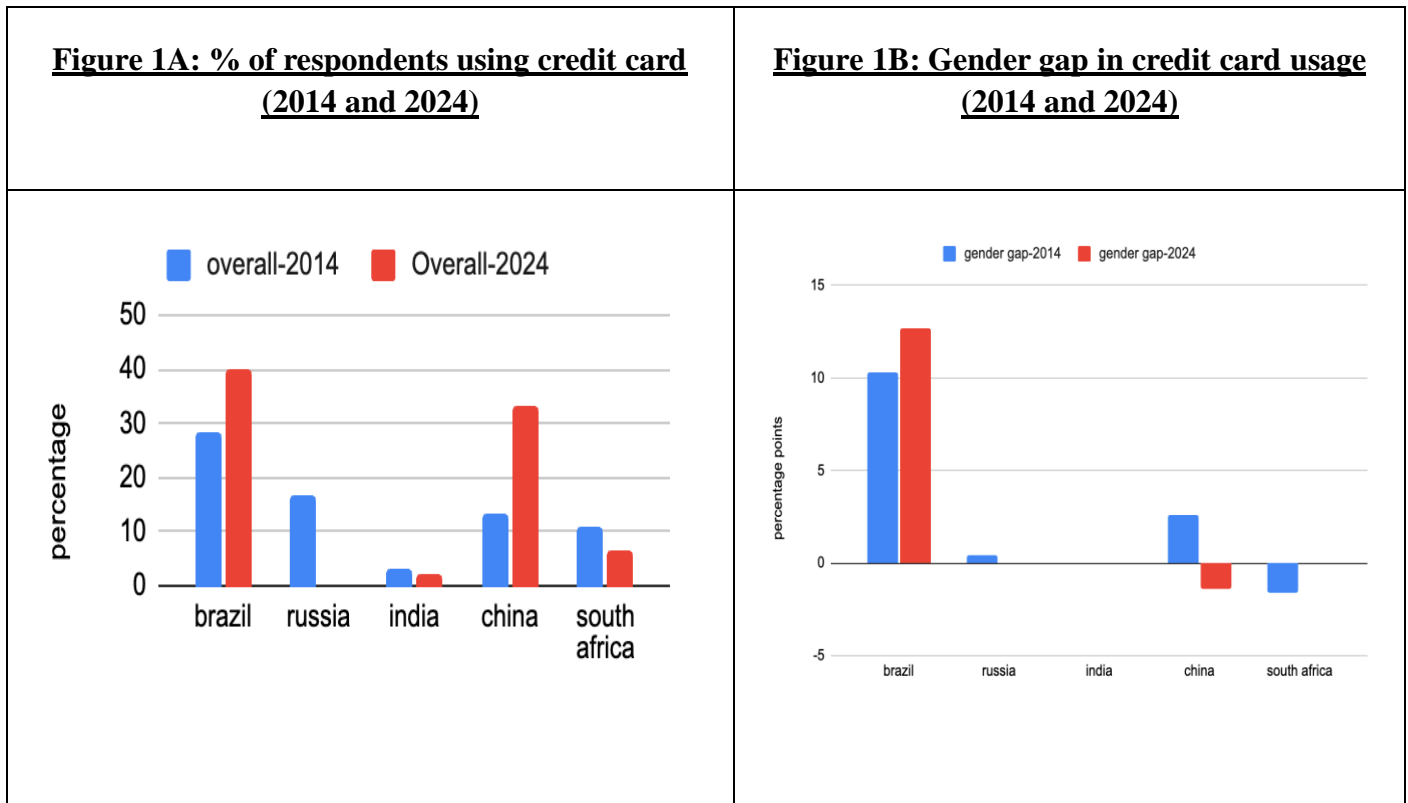 Figure 1A: % of respondents using credit card
(2014 and 2024)
Figure 1B: Gender gap in credit card usage
(2014 and 2024)
overall-2014 Overall-2024
50
40
30
20
10
0
percentage
brazil russia india china south
africa
gender gap-2014 gender gap-2024
15
10
5
0
-5
percentage points
brazil russia india china south africa